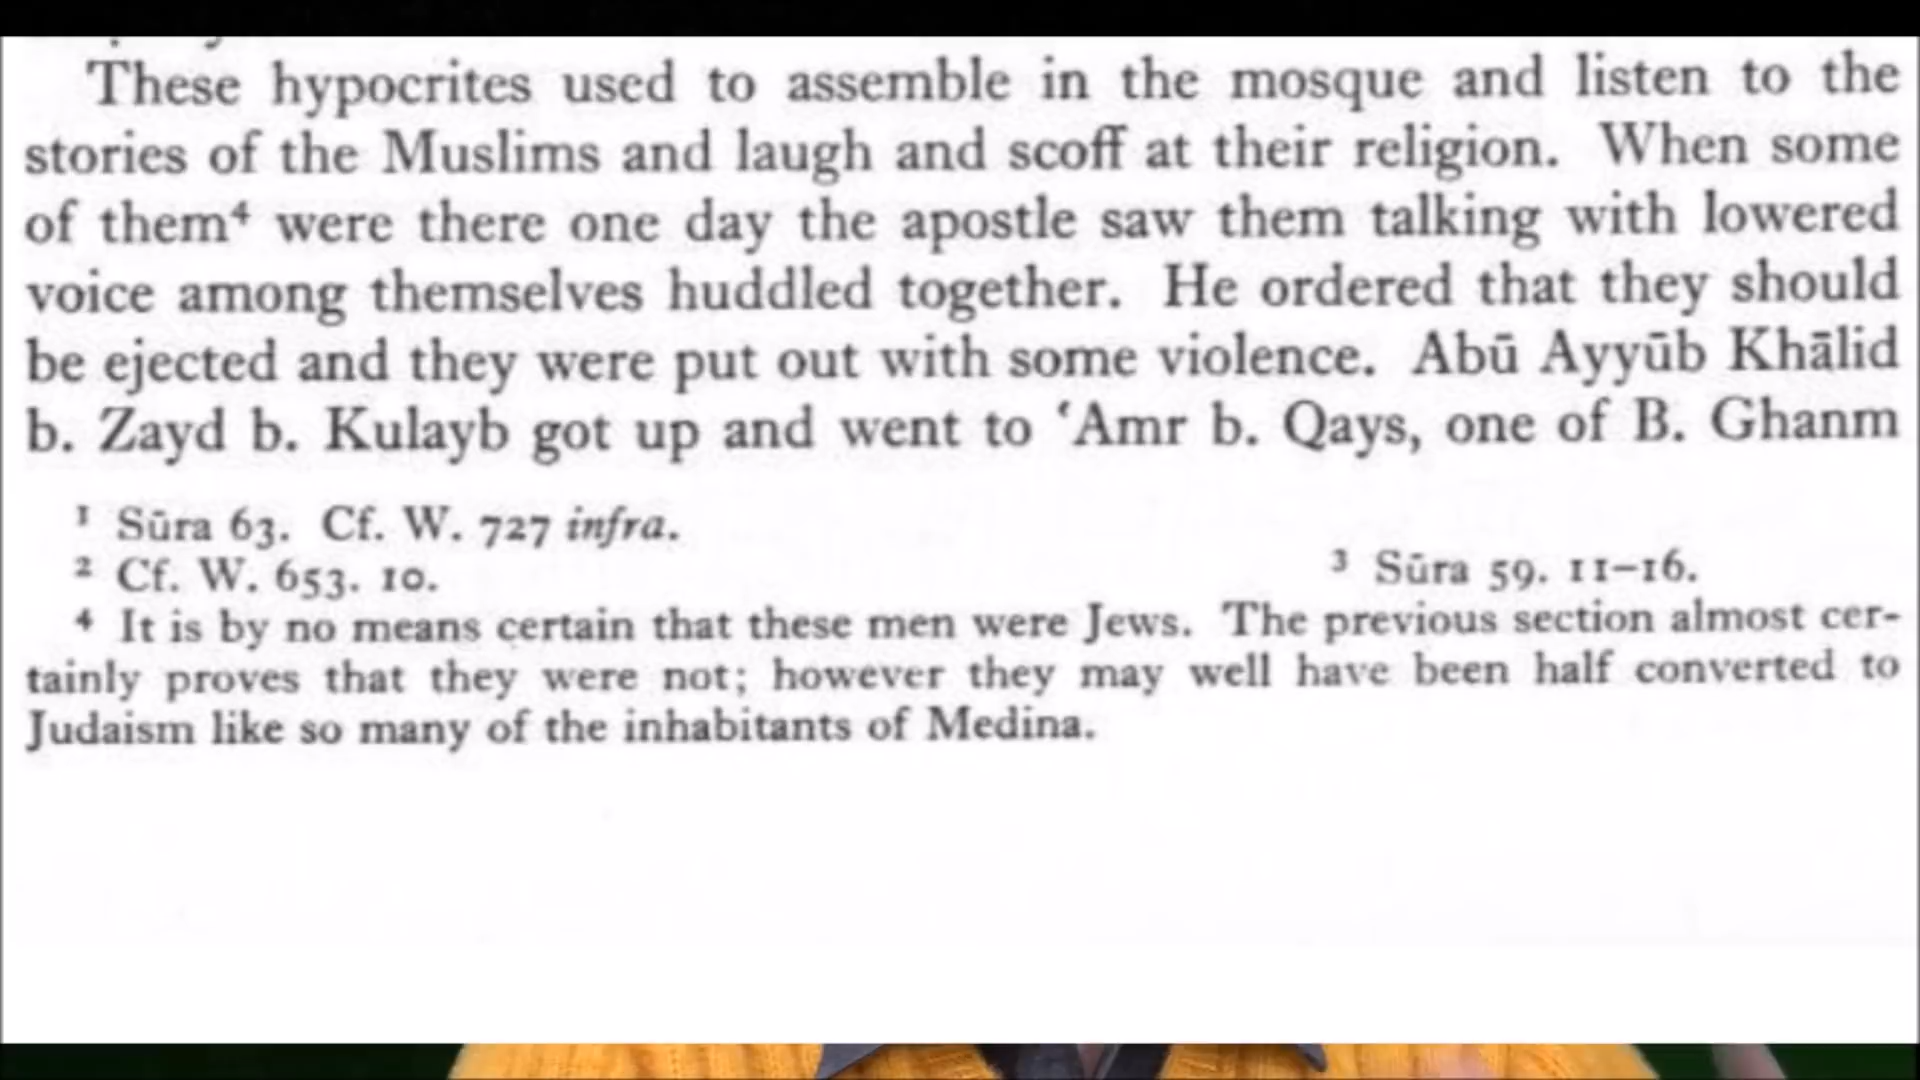 These hypocrites used to assemble in the mosque and listen to the
stories of the Muslims and laugh and scoff at their religion. When some
of them⁴ were there one day the apostle saw them talking with lowered
voice among themselves huddled together. He ordered that they should
be ejected and they were put out with some violence. Abū Ayyūb Khālid
b. Zayd b. Kulayb got up and went to ʿAmr b. Qays, one of B. Ghanm
¹ Sūra 63. Cf. W. 727 infra.
² Cf. W. 653. 10.
³ Sūra 59. 11–16.
⁴ It is by no means certain that these men were Jews. The previous section almost cer-
tainly proves that they were not; however they may well have been half converted to
Judaism like so many of the inhabitants of Medina.